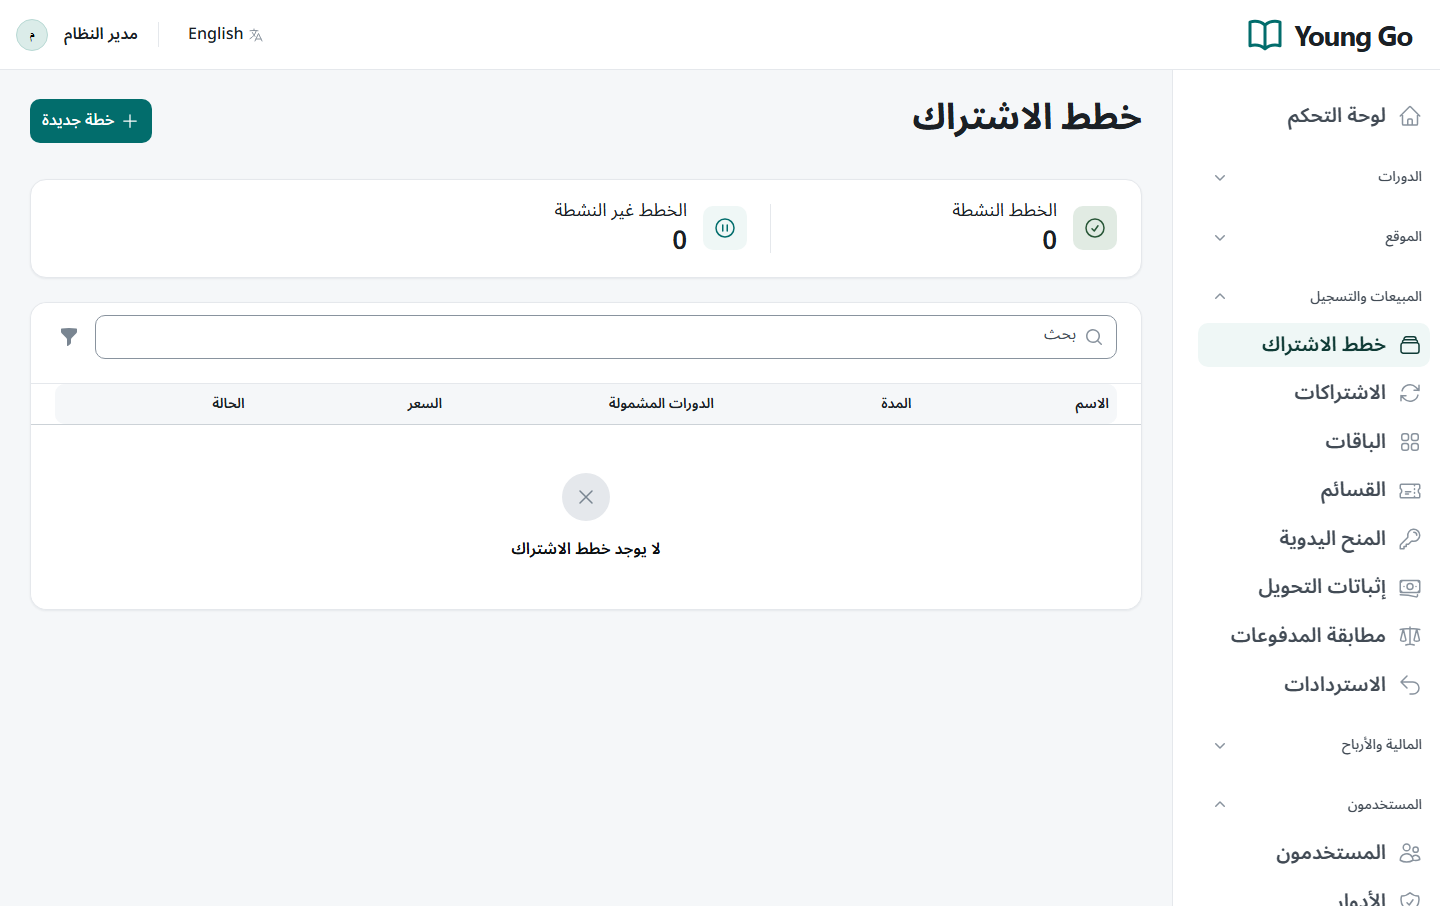 Young Go
English
مدير النظام
م
لوحة التحكم
الدورات
الموقع
المبيعات والتسجيل
خطط الاشتراك
الاشتراكات
الباقات
القسائم
المنح اليدوية
إثباتات التحويل
مطابقة المدفوعات
الاستردادات
المالية والأرباح
المستخدمون
المستخدمون
الأدوار
خطط الاشتراك
خطة جديدة
الخطط النشطة
0
الخطط غير النشطة
0
بحث
الاسم المدة الدورات المشمولة السعر الحالة
لا يوجد خطط الاشتراك